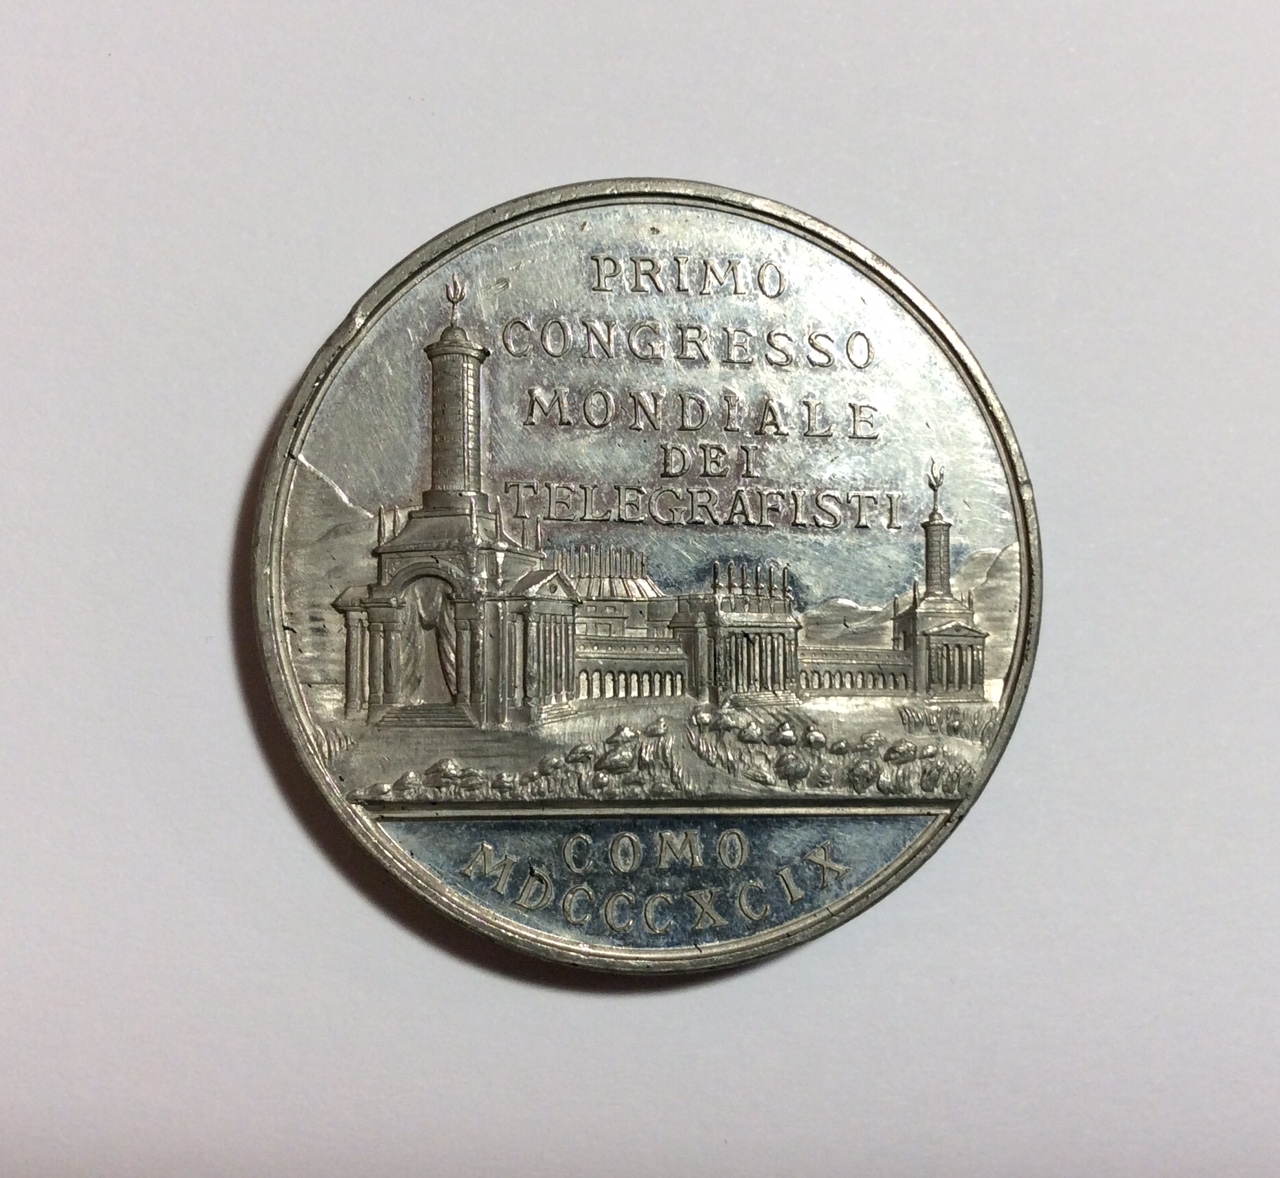 PRIMO
CONGRESSO
MONDIALE
DEI
TELEGRAFISTI
COMO
MDCCCXCIX